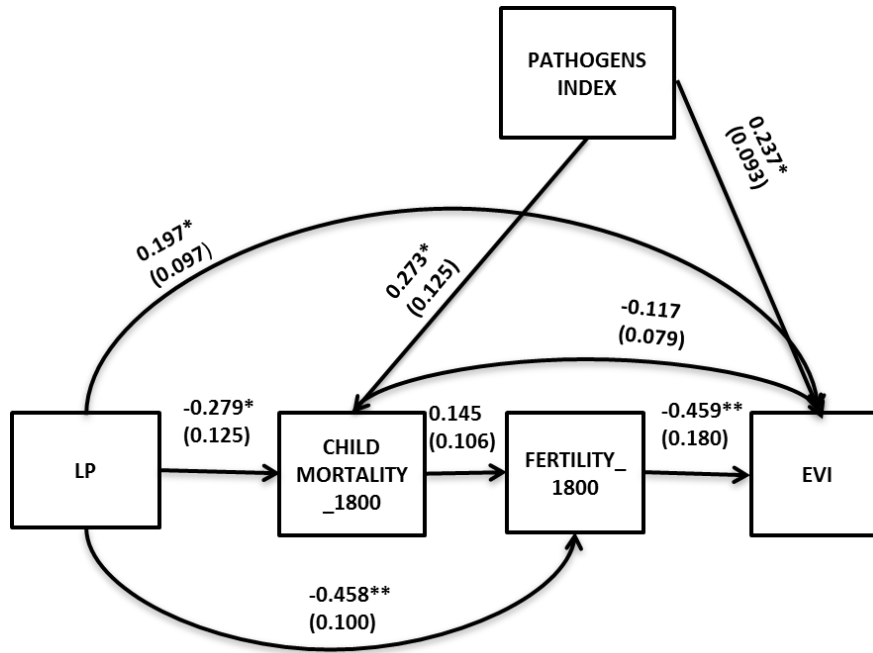 PATHOGENS
INDEX
0.237*
(0.093)
0.197*
(0.097)
0.273*
(0.125)
-0.117
(0.079)
-0.279*
(0.125)
0.145
(0.106)
-0.459**
(0.180)
LP
CHILD
MORTALITY
_1800
FERTILITY_
1800
EVI
-0.458**
(0.100)